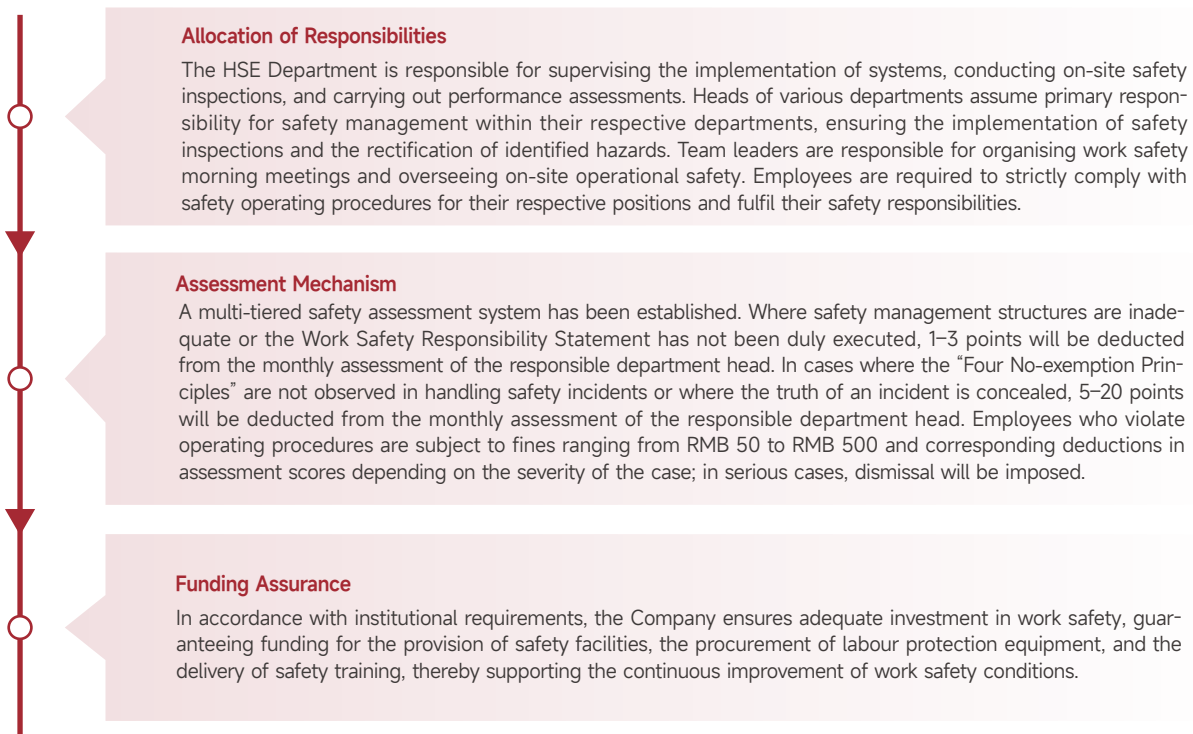 Allocation of Responsibilities
The HSE Department is responsible for supervising the implementation of systems, conducting on-site safety
inspections, and carrying out performance assessments. Heads of various departments assume primary respon-
sibility for safety management within their respective departments, ensuring the implementation of safety
inspections and the rectification of identified hazards. Team leaders are responsible for organising work safety
morning meetings and overseeing on-site operational safety. Employees are required to strictly comply with
safety operating procedures for their respective positions and fulfil their safety responsibilities.
Assessment Mechanism
A multi-tiered safety assessment system has been established. Where safety management structures are inade-
quate or the Work Safety Responsibility Statement has not been duly executed, 1–3 points will be deducted
from the monthly assessment of the responsible department head. In cases where the “Four No-exemption Prin-
ciples” are not observed in handling safety incidents or where the truth of an incident is concealed, 5–20 points
will be deducted from the monthly assessment of the responsible department head. Employees who violate
operating procedures are subject to fines ranging from RMB 50 to RMB 500 and corresponding deductions in
assessment scores depending on the severity of the case; in serious cases, dismissal will be imposed.
Funding Assurance
In accordance with institutional requirements, the Company ensures adequate investment in work safety, guar-
anteeing funding for the provision of safety facilities, the procurement of labour protection equipment, and the
delivery of safety training, thereby supporting the continuous improvement of work safety conditions.